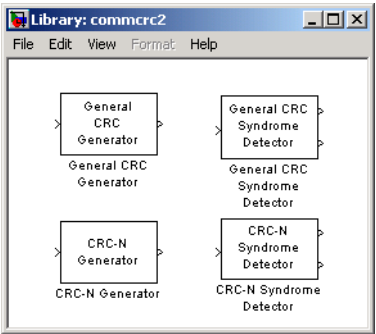 Library: commcrc2
File Edit View Format Help
General
CRC
Generator
General CRC
Generator
General CRC
Syndrome
Detector
General CRC
Syndrome
Detector
CRC-N
Generator
CRC-N Generator
CRC-N
Syndrome
Detector
CRC-N Syndrome
Detector